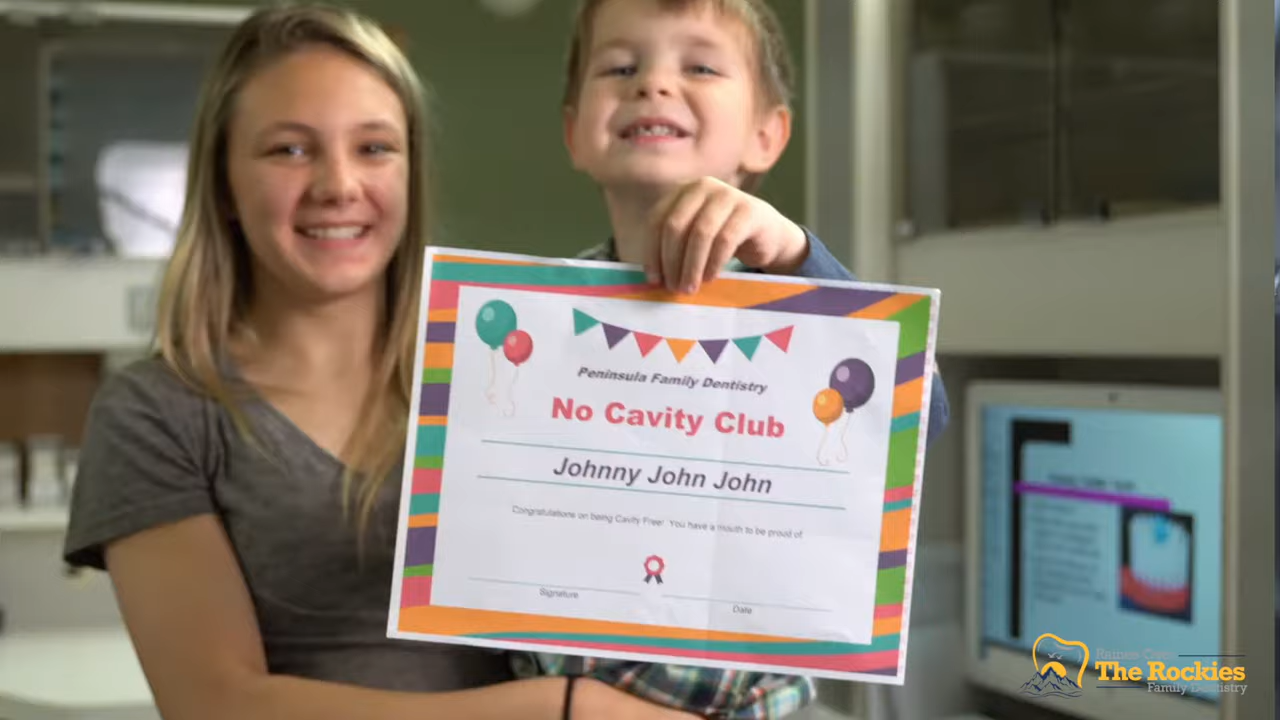 Peninsula Family Dentistry
No Cavity Club
Johnny John John
Congratulations on being Cavity Free! You have a mouth to be proud of.
Signature
Date
The Rockies
Family Dentistry